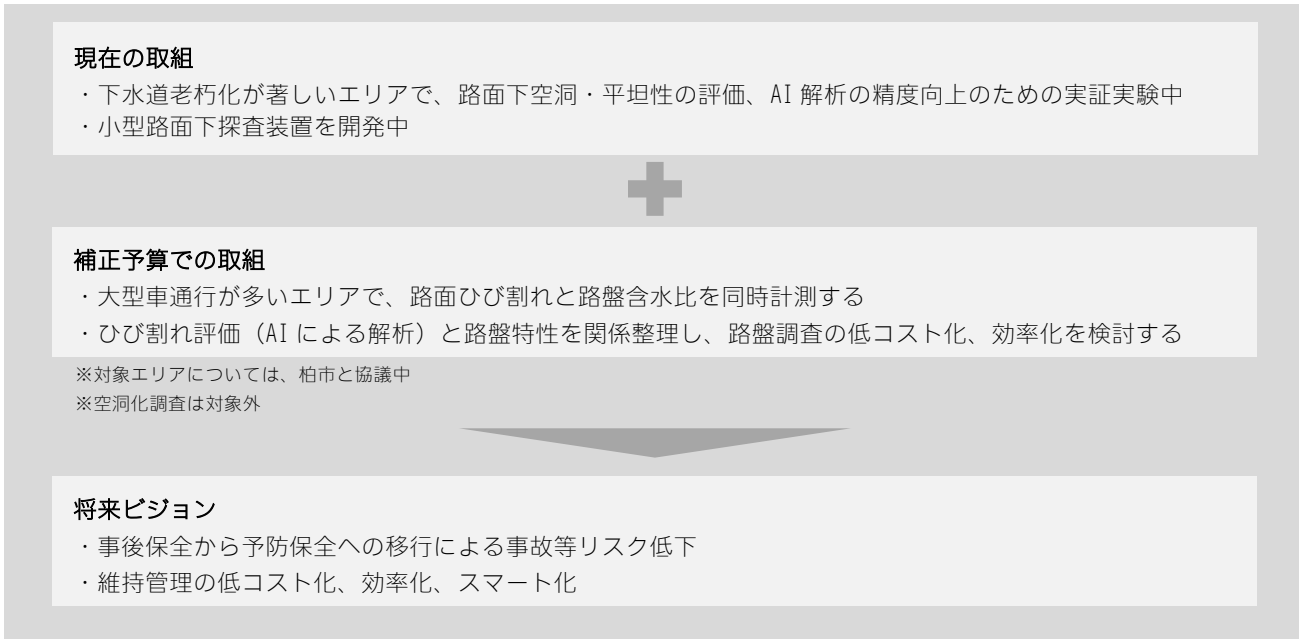 現在の取組
・下水道老朽化が著しいエリアで、路面下空洞・平坦性の評価、AI 解析の精度向上のための実証実験中
・小型路面下探査装置を開発中
補正予算での取組
・大型車通行が多いエリアで、路面ひび割れと路盤含水比を同時計測する
・ひび割れ評価（AI による解析）と路盤特性を関係整理し、路盤調査の低コスト化、効率化を検討する
※対象エリアについては、柏市と協議中
※空洞化調査は対象外
将来ビジョン
・事後保全から予防保全への移行による事故等リスク低下
・維持管理の低コスト化、効率化、スマート化